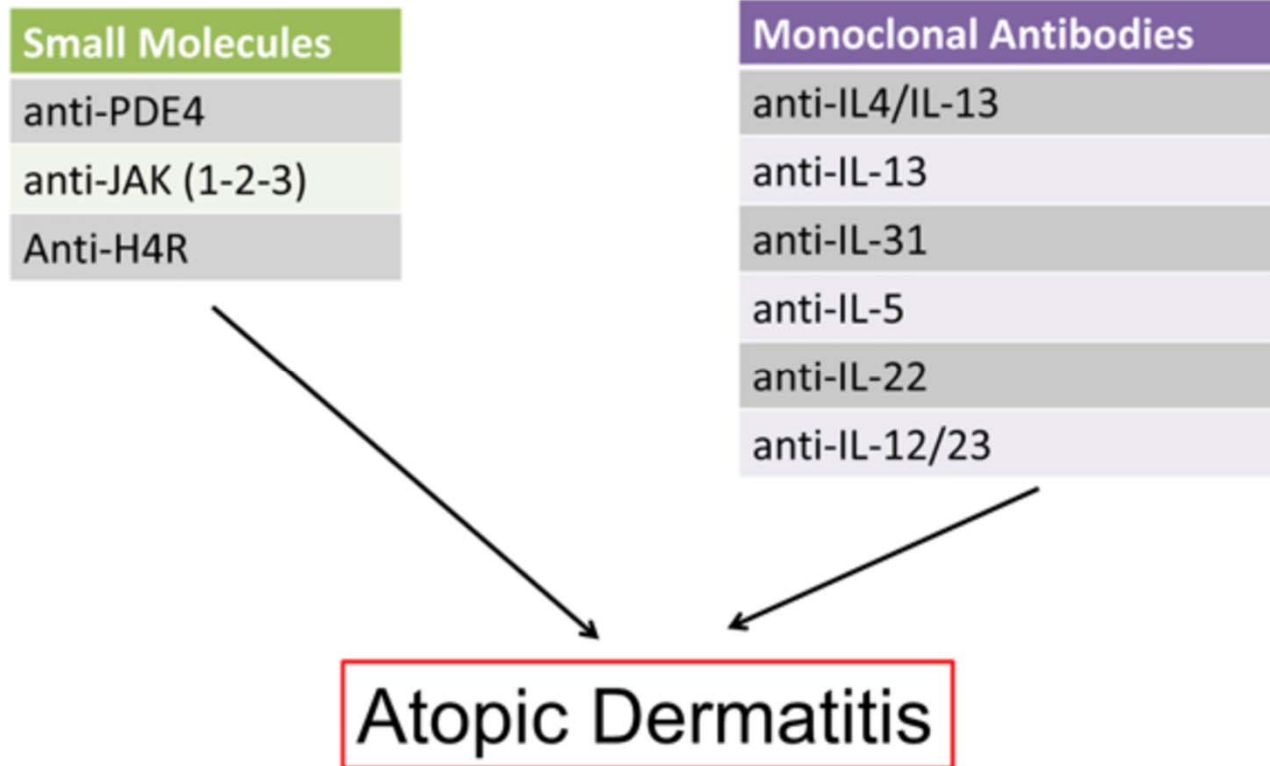 Small Molecules
anti-PDE4
anti-JAK (1-2-3)
Anti-H4R
Monoclonal Antibodies
anti-IL4/IL-13
anti-IL-13
anti-IL-31
anti-IL-5
anti-IL-22
anti-IL-12/23
Atopic Dermatitis